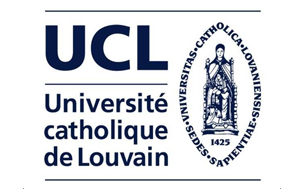 UCL
Université
catholique
de Louvain
UNIVERSITAS · CATHOLICA · LOVANIENSIS
SEDES · SAPIENTIAE
1425